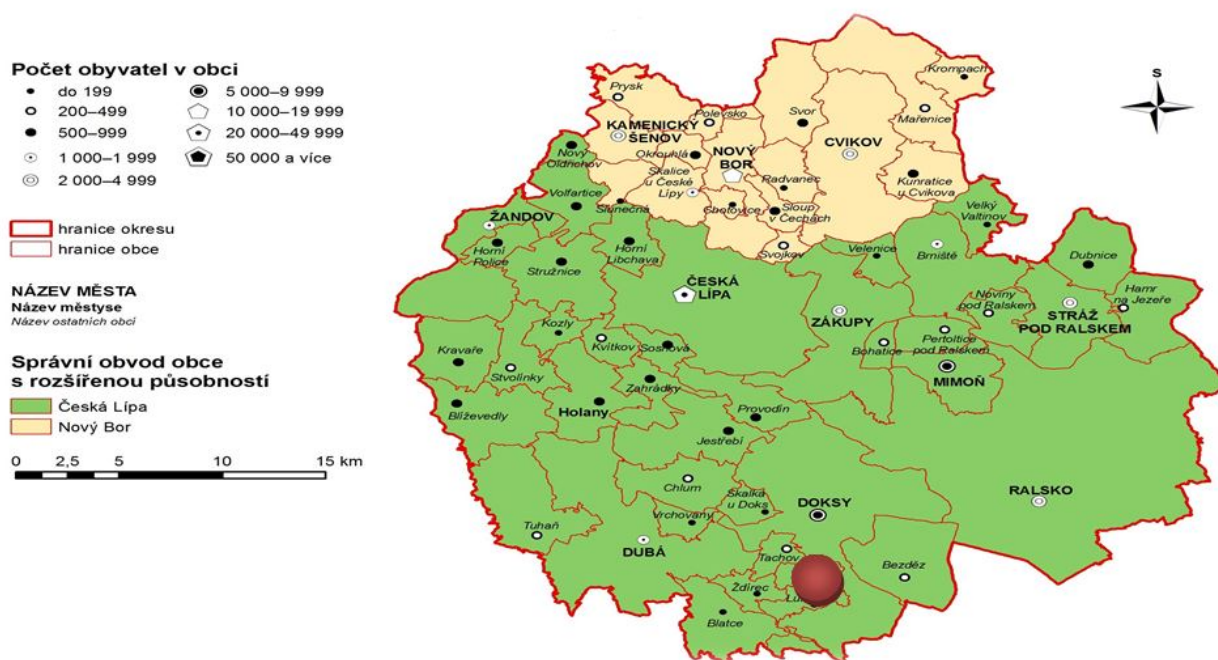 Počet obyvatel v obci
do 199
200–499
500–999
1 000–1 999
2 000–4 999
5 000–9 999
10 000–19 999
20 000–49 999
50 000 a více
hranice okresu
hranice obce
NÁZEV MĚSTA
Název městyse
Název ostatních obcí
Správní obvod obce
s rozšířenou působností
Česká Lípa
Nový Bor
0 2,5 5 10 15 km
S
Krompach
Prysk
Mařenice
Polevsko
Svor
KAMENICKÝ
ŠENOV
CVIKOV
Nový
Oldřichov
Okrouhlá
NOVÝ
BOR
Skalice
u České
Lípy
Radvanec
Kunratice
u Cvikova
Volfartice
Slunečná
Chotovice
Sloup
v Čechách
Velký
Valtinov
ŽANDOV
Horní
Police
Horní
Libchava
Svojkov
Velenice
Brniště
Dubnice
Stružnice
ČESKÁ
LÍPA
Noviny
pod Ralskem
Hamr
na Jezeře
ZÁKUPY
STRÁŽ
POD RALSKEM
Kozly
Kvítkov
Sosnová
Bohatice
Pertoltice
pod Ralskem
Kravaře
Stvolínky
MIMOŇ
Zahrádky
Blíževedly
Holany
Provodín
Jestřebí
Chlum
Skalka
u Doks
DOKSY
RALSKO
Vrchovany
Tuhaň
DUBÁ
Tachov
Bezděz
Ždírec
Blatce